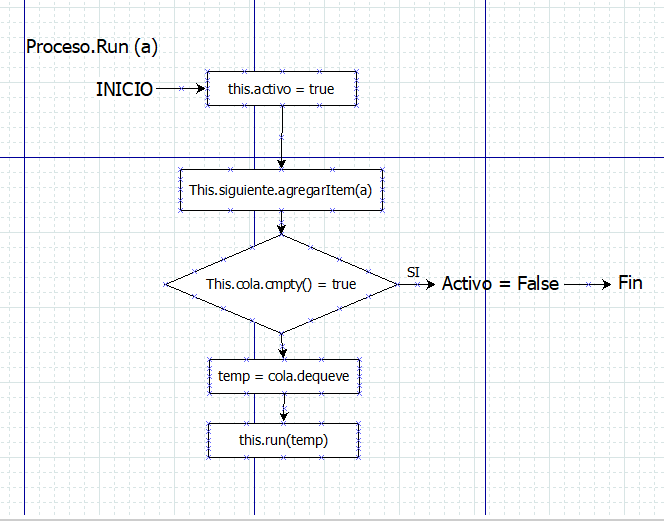 Proceso.Run (a)
INICIO
this.activo = true
This.siguiente.agregarItem(a)
This.cola.cmpty() = true
SI
Activo = False
Fin
temp = cola.dequeve
this.run(temp)